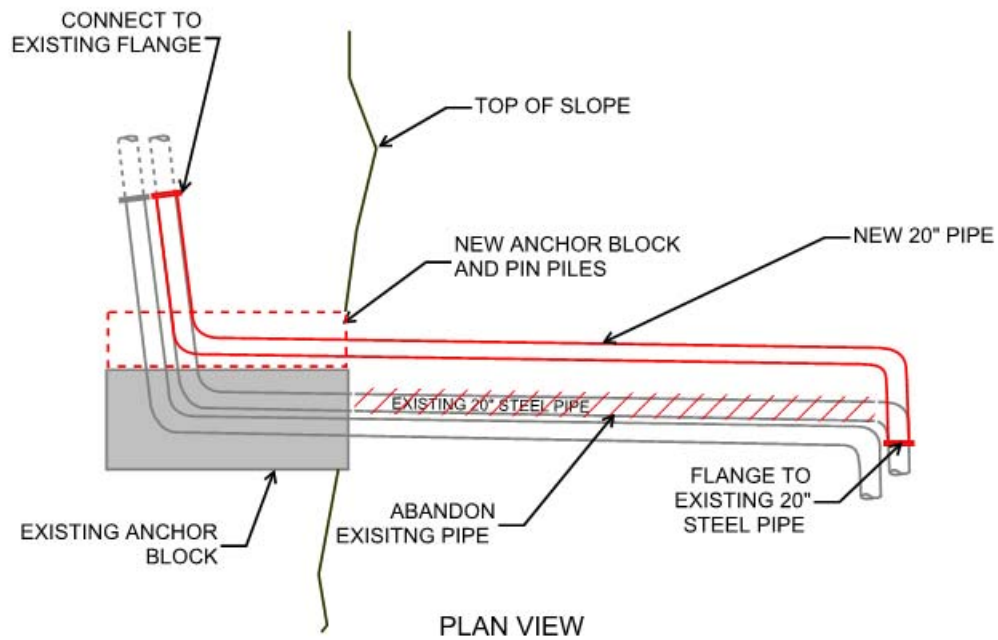 CONNECT TO
EXISTING FLANGE
TOP OF SLOPE
NEW ANCHOR BLOCK
AND PIN PILES
NEW 20" PIPE
EXISTING 20" STEEL PIPE
EXISTING ANCHOR
BLOCK
ABANDON
EXISITNG PIPE
FLANGE TO
EXISTING 20"
STEEL PIPE
PLAN VIEW